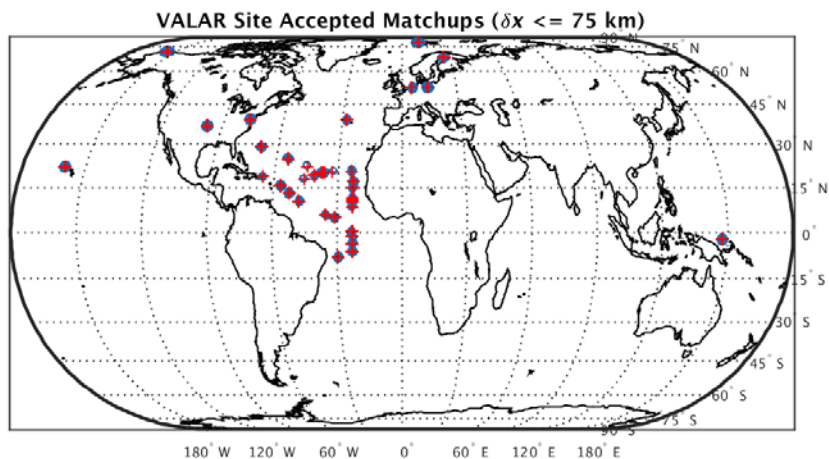 VALAR Site Accepted Matchups (δx <= 75 km)
90° N
75° N
60° N
45° N
30° N
15° N
0°
15° S
30° S
45° S
60° S
75° S
90° S
180° W 120° W 60° W 0° 60° E 120° E 180° E